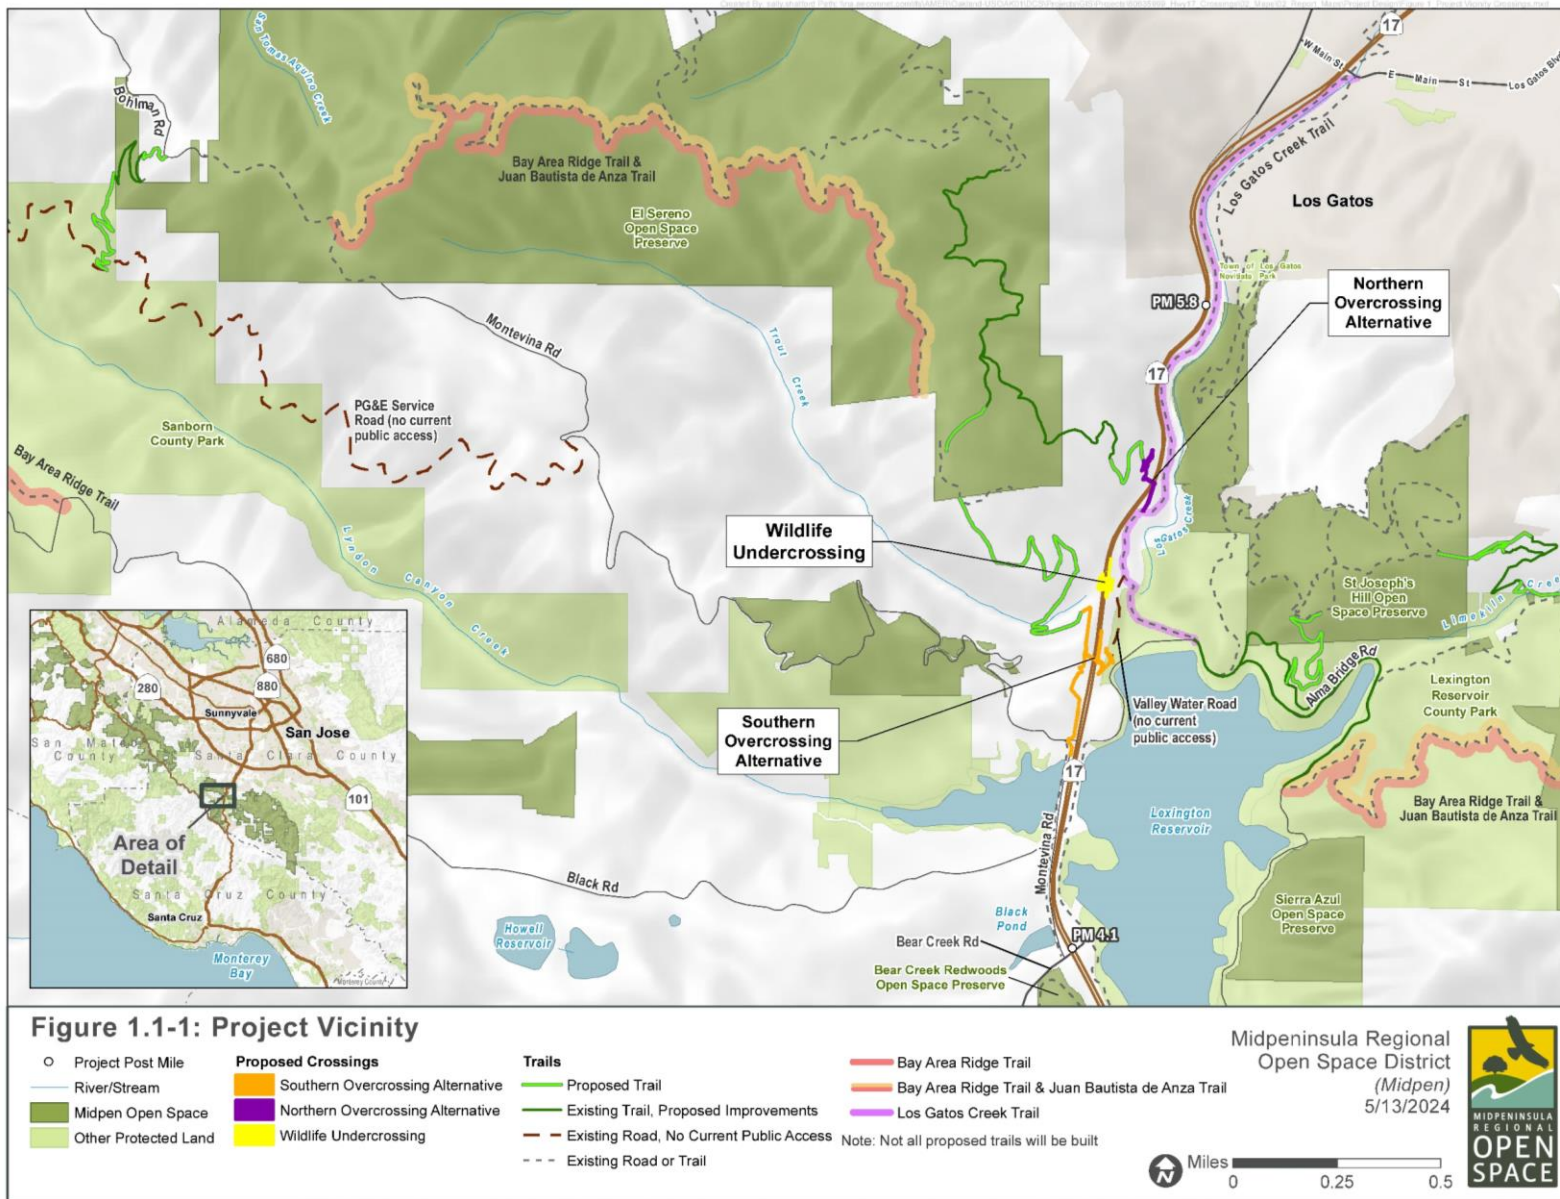 San Tomas Aquino Creek
Bohlman Rd
17
W Main St
E Main St
Los Gatos Blvd
Los Gatos Creek Trail
Los Gatos
Bay Area Ridge Trail &
Juan Bautista de Anza Trail
El Sereno
Open Space
Preserve
Town of Los Gatos
Novitiate Park
PM 5.8
Northern
Overcrossing
Alternative
Montevina Rd
Trout Creek
17
PG&E Service
Road (no current
public access)
Sanborn
County Park
Bay Area Ridge Trail
Lyndon Canyon Creek
Wildlife
Undercrossing
Los Gatos Creek
St Joseph's
Hill Open
Space Preserve
Limekiln Creek
Alma Bridge Rd
Lexington
Reservoir
County Park
Valley Water Road
(no current
public access)
Southern
Overcrossing
Alternative
17
Lexington
Reservoir
Bay Area Ridge Trail &
Juan Bautista de Anza Trail
Montevina Rd
Black Rd
Howell
Reservoir
Black
Pond
Bear Creek Rd
PM 4.1
Bear Creek Redwoods
Open Space Preserve
Sierra Azul
Open Space
Preserve
Alameda County
680
280
880
Sunnyvale
San Jose
San Mateo
County
Santa Clara County
101
Area of
Detail
Santa Cruz County
Santa Cruz
Monterey
Bay
Monterey County
Figure 1.1-1: Project Vicinity
Project Post Mile
River/Stream
Midpen Open Space
Other Protected Land
Proposed Crossings
Southern Overcrossing Alternative
Northern Overcrossing Alternative
Wildlife Undercrossing
Trails
Proposed Trail
Existing Trail, Proposed Improvements
Existing Road, No Current Public Access
Existing Road or Trail
Bay Area Ridge Trail
Bay Area Ridge Trail & Juan Bautista de Anza Trail
Los Gatos Creek Trail
Note: Not all proposed trails will be built
Midpeninsula Regional
Open Space District
(Midpen)
5/13/2024
N
Miles
0 0.25 0.5
MIDPENINSULA
REGIONAL
OPEN
SPACE